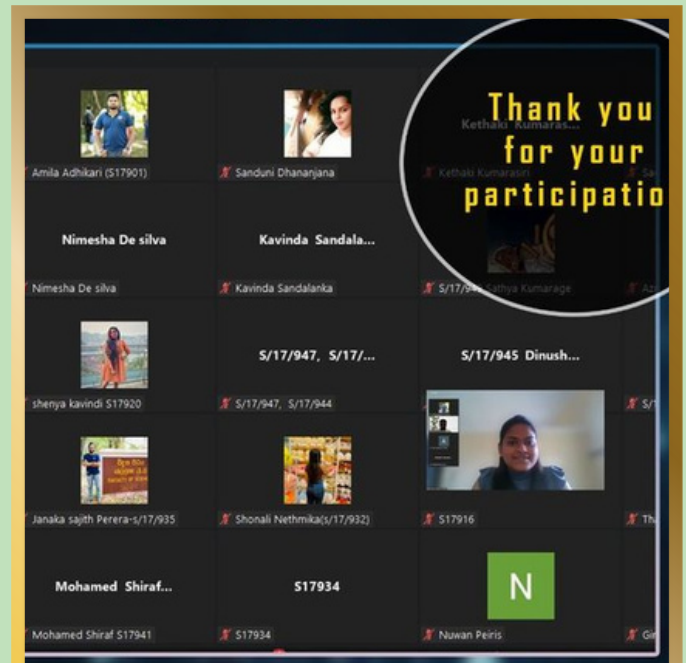 Thank you
for your
participatio
Kethaki Kumaras...
Amila Adhikari (S17901)
Sanduni Dhananjana
Kethaki Kumarasiri
Nimesha De silva
Kavinda Sandala...
Nimesha De silva
Kavinda Sandalanka
Sathya Kumarage
S/17/947, S/17/...
S/17/945 Dinush...
shenya kavindi S17920
S/17/947, S/17/944
Janaka sajith Perera-s/17/935
Shonali Nethmika(s/17/932)
S17916
Mohamed Shiraf...
S17934
N
Mohamed Shiraf S17941
S17934
Nuwan Peiris